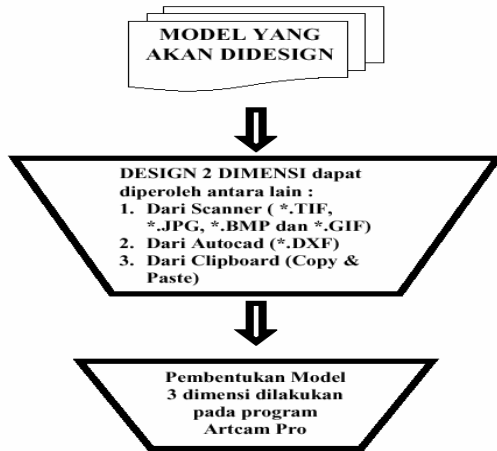 MODEL YANG
AKAN DIDESIGN
DESIGN 2 DIMENSI dapat
diperoleh antara lain :
1. Dari Scanner ( *.TIF,
*.JPG, *.BMP dan *.GIF)
2. Dari Autocad (*.DXF)
3. Dari Clipboard (Copy &
Paste)
Pembentukan Model
3 dimensi dilakukan
pada program
Artcam Pro